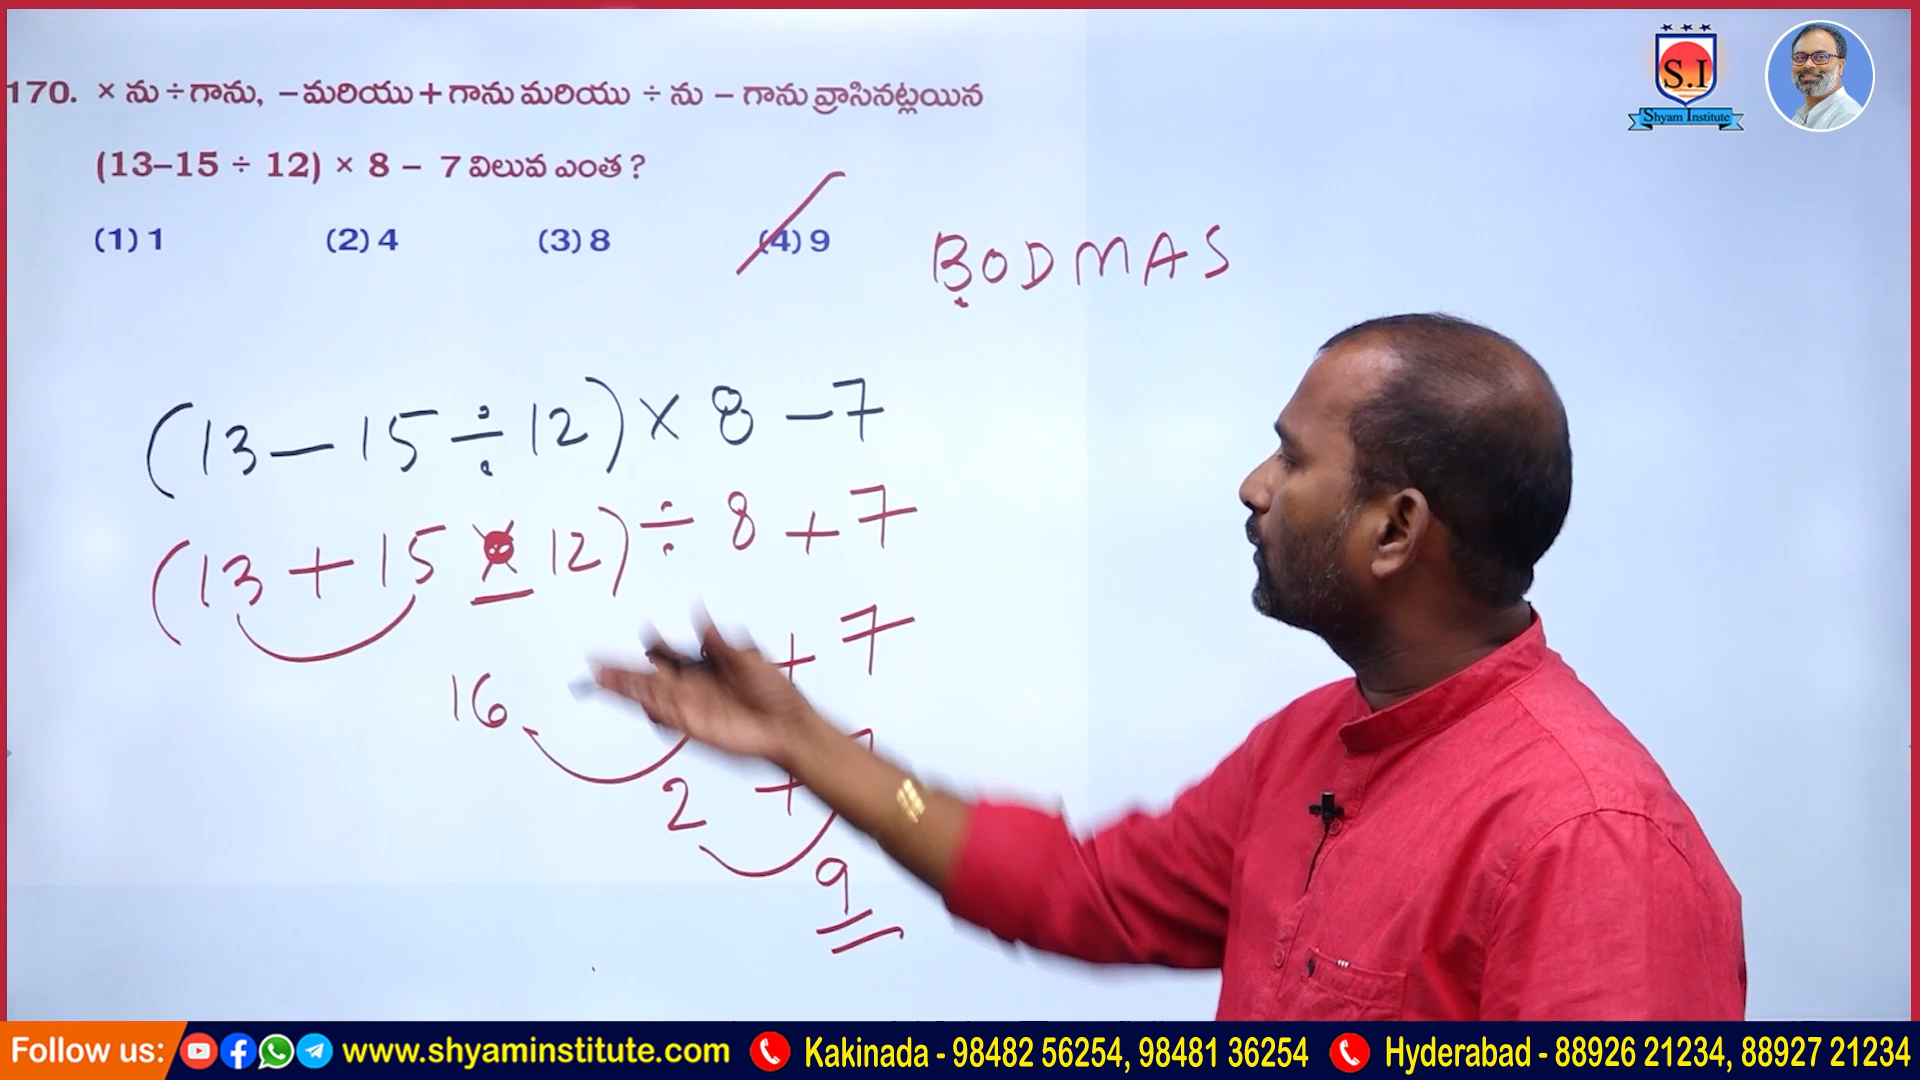 170. × ను ÷ గాను, – మరియు + గాను మరియు ÷ ను – గాను వ్రాసినట్లయిన
(13–15 ÷ 12) × 8 – 7 విలువ ఎంత ?
(1) 1 (2) 4 (3) 8 (4) 9
BODMAS
(13 – 15 ÷ 12) × 8 – 7
(13 + 15 12) ÷ 8 + 7
+ 7
16
2 +
9
S.I
Shyam Institute
Follow us: www.shyaminstitute.com Kakinada - 98482 56254, 98481 36254 Hyderabad - 88926 21234, 88927 21234